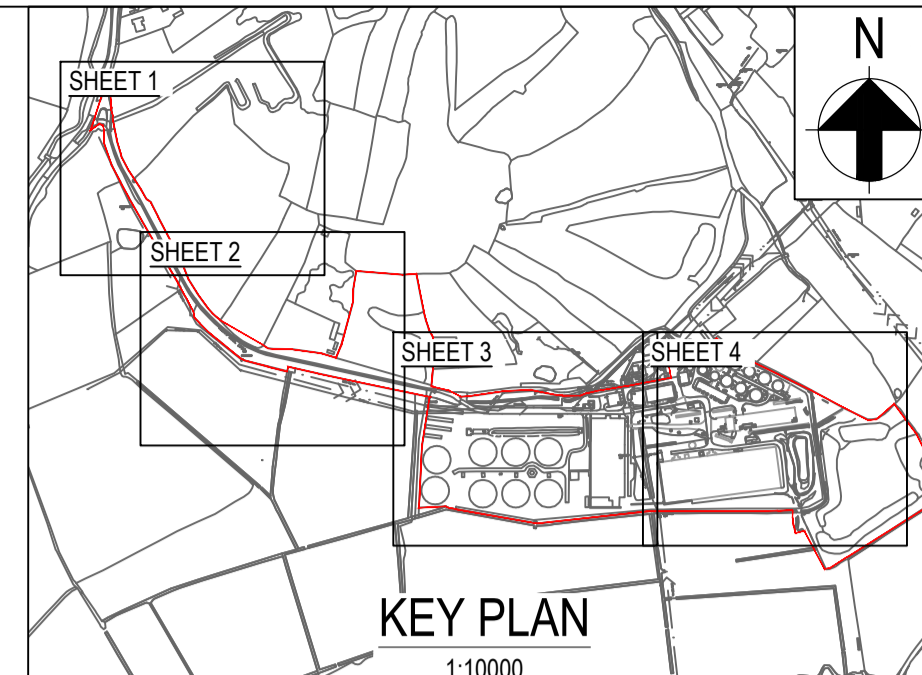 N
SHEET 1
SHEET 2
SHEET 3
SHEET 4
KEY PLAN
1:10000